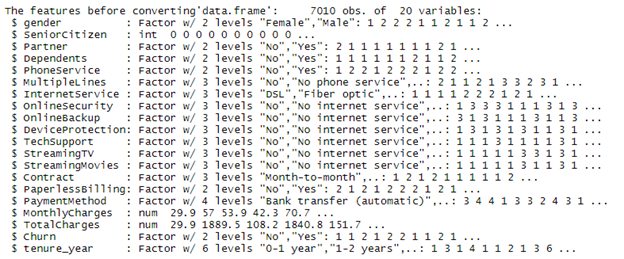 The features before converting'data.frame':     7010 obs. of  20 variables:
 $ gender          : Factor w/ 2 levels "Female","Male": 1 2 2 2 1 1 2 1 1 2 ...
 $ SeniorCitizen   : int  0 0 0 0 0 0 0 0 0 0 ...
 $ Partner         : Factor w/ 2 levels "No","Yes": 2 1 1 1 1 1 1 1 2 1 ...
 $ Dependents      : Factor w/ 2 levels "No","Yes": 1 1 1 1 1 1 2 1 1 2 ...
 $ PhoneService    : Factor w/ 2 levels "No","Yes": 1 2 2 1 2 2 2 1 2 2 ...
 $ MultipleLines   : Factor w/ 3 levels "No","No phone service",..: 2 1 1 2 1 3 3 2 3 1 ...
 $ InternetService : Factor w/ 3 levels "DSL","Fiber optic",..: 1 1 1 1 2 2 2 1 2 1 ...
 $ OnlineSecurity  : Factor w/ 3 levels "No","No internet service",..: 1 3 3 3 1 1 1 3 1 3 ...
 $ OnlineBackup    : Factor w/ 3 levels "No","No internet service",..: 3 1 3 1 1 1 3 1 1 3 ...
 $ DeviceProtection: Factor w/ 3 levels "No","No internet service",..: 1 3 1 3 1 3 1 1 3 1 ...
 $ TechSupport     : Factor w/ 3 levels "No","No internet service",..: 1 1 1 3 1 1 1 1 3 1 ...
 $ StreamingTV     : Factor w/ 3 levels "No","No internet service",..: 1 1 1 1 1 3 3 1 3 1 ...
 $ StreamingMovies : Factor w/ 3 levels "No","No internet service",..: 1 1 1 1 1 3 1 1 3 1 ...
 $ Contract        : Factor w/ 3 levels "Month-to-month",..: 1 2 1 2 1 1 1 1 1 2 ...
 $ PaperlessBilling: Factor w/ 2 levels "No","Yes": 2 1 2 1 2 2 2 1 2 1 ...
 $ PaymentMethod   : Factor w/ 4 levels "Bank transfer (automatic)",..: 3 4 4 1 3 3 2 4 3 1 ...
 $ MonthlyCharges  : num  29.9 57 53.9 42.3 70.7 ...
 $ TotalCharges    : num  29.9 1889.5 108.2 1840.8 151.7 ...
 $ Churn           : Factor w/ 2 levels "No","Yes": 1 1 2 1 2 2 1 1 2 1 ...
 $ tenure_year     : Factor w/ 6 levels "0-1 year","1-2 years",..: 1 3 1 4 1 1 2 1 3 6 ...